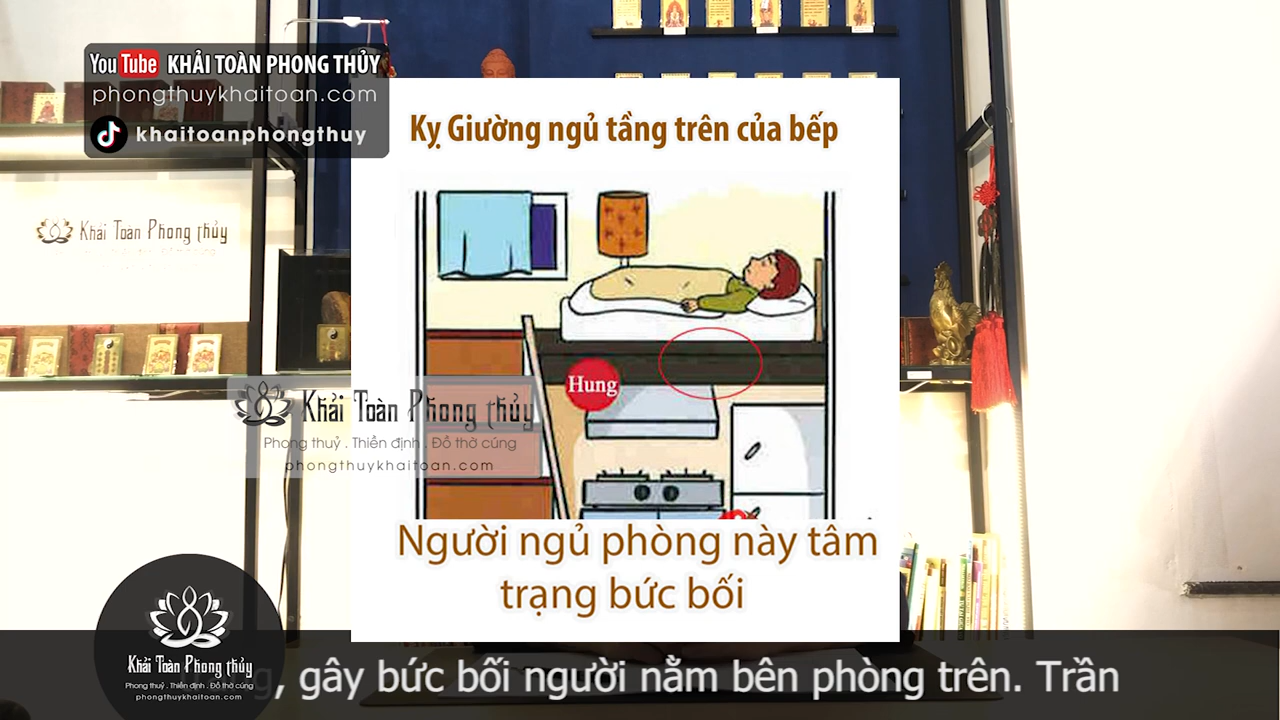 YouTube KHẢI TOÀN PHONG THỦY
phongthuykhaitoan.com
khaitoanphongthuy
Kỵ Giường ngủ tầng trên của bếp
Khải Toàn Phong thủy
Hung
Khải Toàn Phong thủy
Phong thuỷ . Thiền định . Đồ thờ cúng
phongthuykhaitoan.com
Người ngủ phòng này tâm
trạng bức bối
Khải Toàn Phong thủy
Phong thuỷ . Thiền định . Đồ thờ cúng
phongthuykhaitoan.com
, gây bức bối người nằm bên phòng trên. Trần